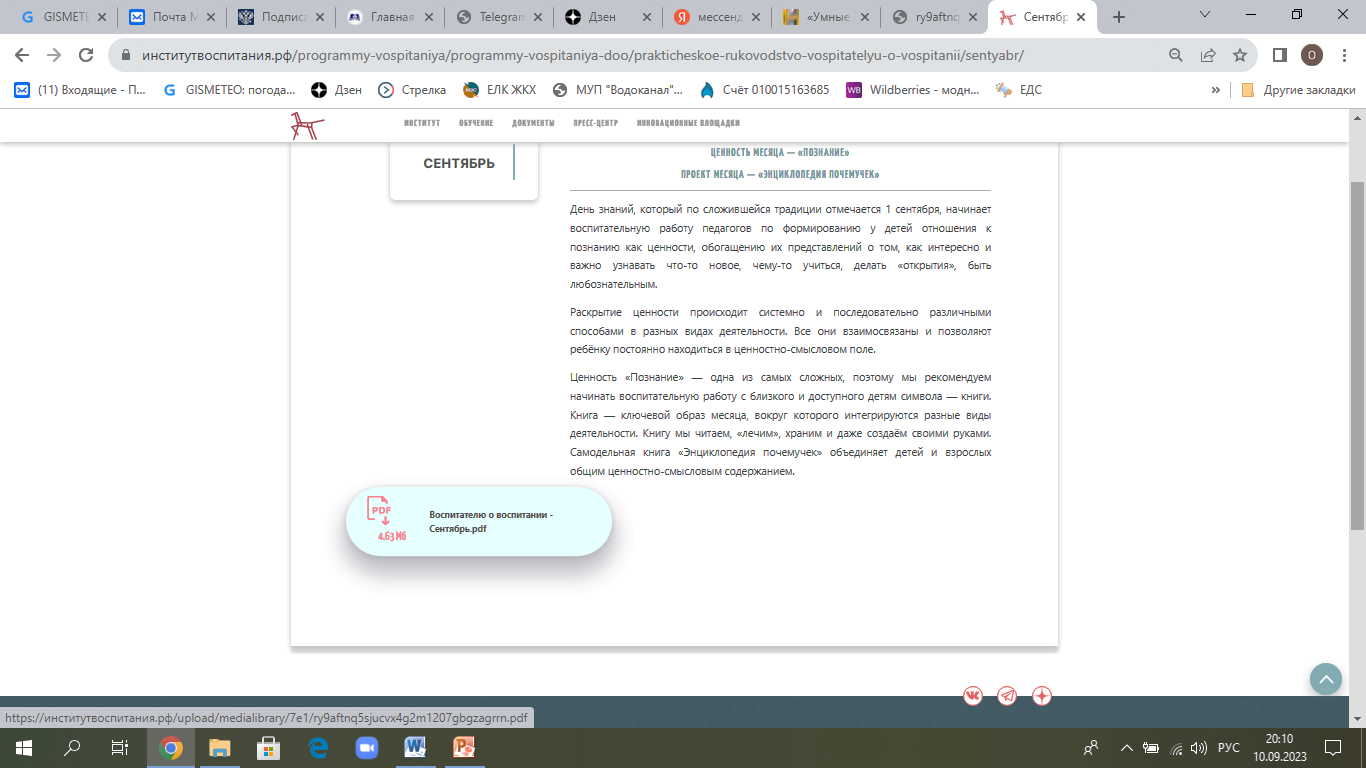 GISMETE
Почта М
Подписа
Главная
Telegram
Дзен
мессенд
«Умные
ry9aftnq
Сентябр
институтвоспитания.рф/programmy-vospitaniya/programmy-vospitaniya-doo/prakticheskoe-rukovodstvo-vospitatelyu-o-vospitanii/sentyabr/
О
(11) Входящие - П...
GISMETEO: погода...
Дзен
Стрелка
ЕЛК ЖКХ
МУП "Водоканал"...
Счёт 010015163685
WB
Wildberries - модн...
ЕДС
»
Другие закладки
ИНСТИТУТ
ОБУЧЕНИЕ
ДОКУМЕНТЫ
ПРЕСС-ЦЕНТР
ИННОВАЦИОННЫЕ ПЛОЩАДКИ
СЕНТЯБРЬ
ЦЕННОСТЬ МЕСЯЦА — «ПОЗНАНИЕ»
ПРОЕКТ МЕСЯЦА — «ЭНЦИКЛОПЕДИЯ ПОЧЕМУЧЕК»
День знаний, который по сложившейся традиции отмечается 1 сентября, начинает
воспитательную работу педагогов по формированию у детей отношения к
познанию как ценности, обогащению их представлений о том, как интересно и
важно узнавать что-то новое, чему-то учиться, делать «открытия», быть
любознательным.
Раскрытие ценности происходит системно и последовательно различными
способами в разных видах деятельности. Все они взаимосвязаны и позволяют
ребёнку постоянно находиться в ценностно-смысловом поле.
Ценность «Познание» — одна из самых сложных, поэтому мы рекомендуем
начинать воспитательную работу с близкого и доступного детям символа — книги.
Книга — ключевой образ месяца, вокруг которого интегрируются разные виды
деятельности. Книгу мы читаем, «лечим», храним и даже создаём своими руками.
Самодельная книга «Энциклопедия почемучек» объединяет детей и взрослых
общим ценностно-смысловым содержанием.
PDF
4.63 Мб
Воспитателю о воспитании -
Сентябрь.pdf
https://институтвоспитания.рф/upload/medialibrary/7e1/ry9aftnq5sjucvx4g2m1207gbgzagrrn.pdf
РУС
20:10
10.09.2023